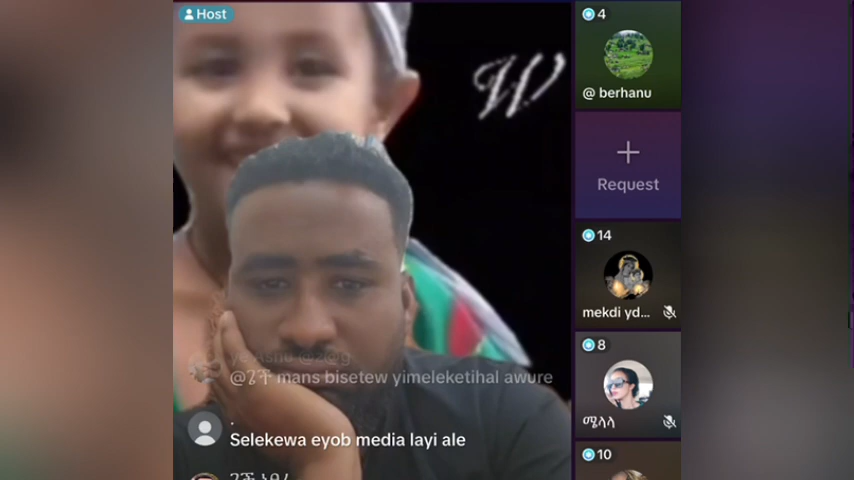 Host
W
4
@ berhanu
+
Request
14
mekdi yd...
8
ሜላላ
10
@ጌች mans bisetew yimeleketihal awure
.
Selekewa eyob media layi ale